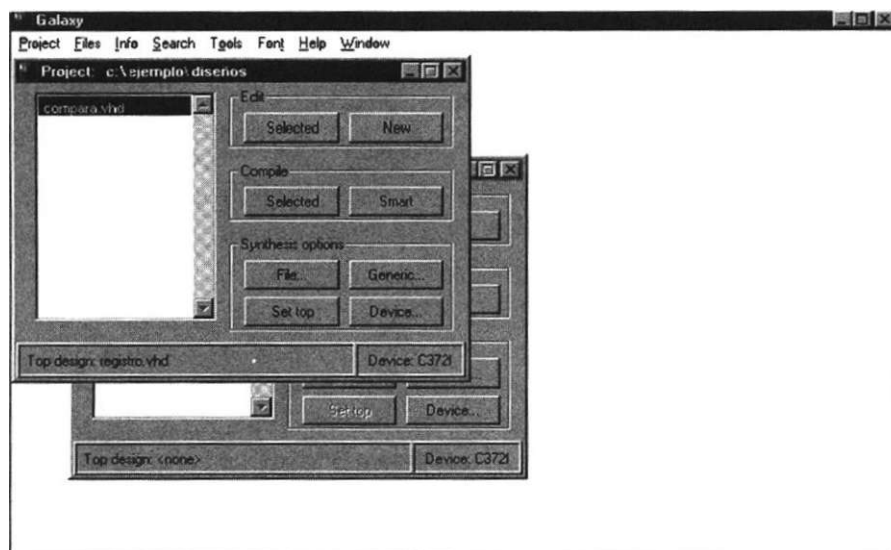 Galaxy
Project Files Info Search Tools Font Help Window
Project: c:\ejemplo\diseños
compara.vhd
Edit
Selected New
Compile
Selected Smart
Synthesis options
File... Generic...
Set top Device...
Top design: registro.vhd Device: C372I
Set top Device...
Top design: <none> Device: C372I